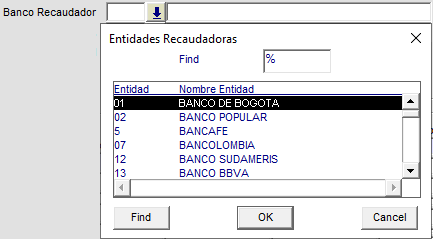 Banco Recaudador
Entidades Recaudadoras
Find %
Entidad Nombre Entidad
01 BANCO DE BOGOTA
02 BANCO POPULAR
5 BANCAFE
07 BANCOLOMBIA
12 BANCO SUDAMERIS
13 BANCO BBVA
Find OK Cancel